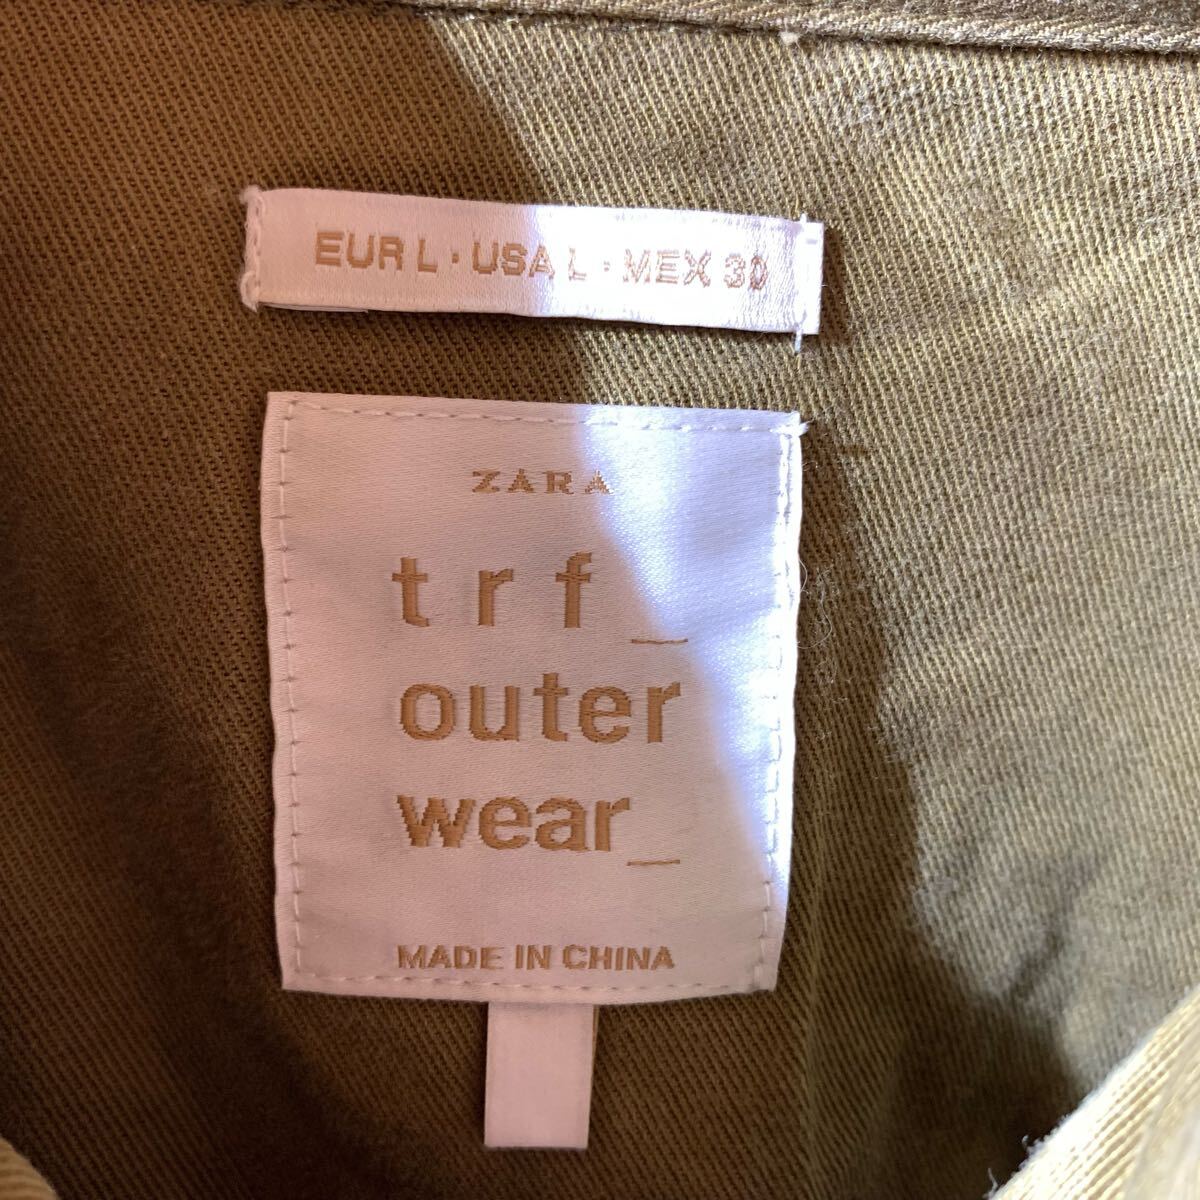 EUR L · USA L · MEX 30
ZARA
trf_
outer
wear_
MADE IN CHINA